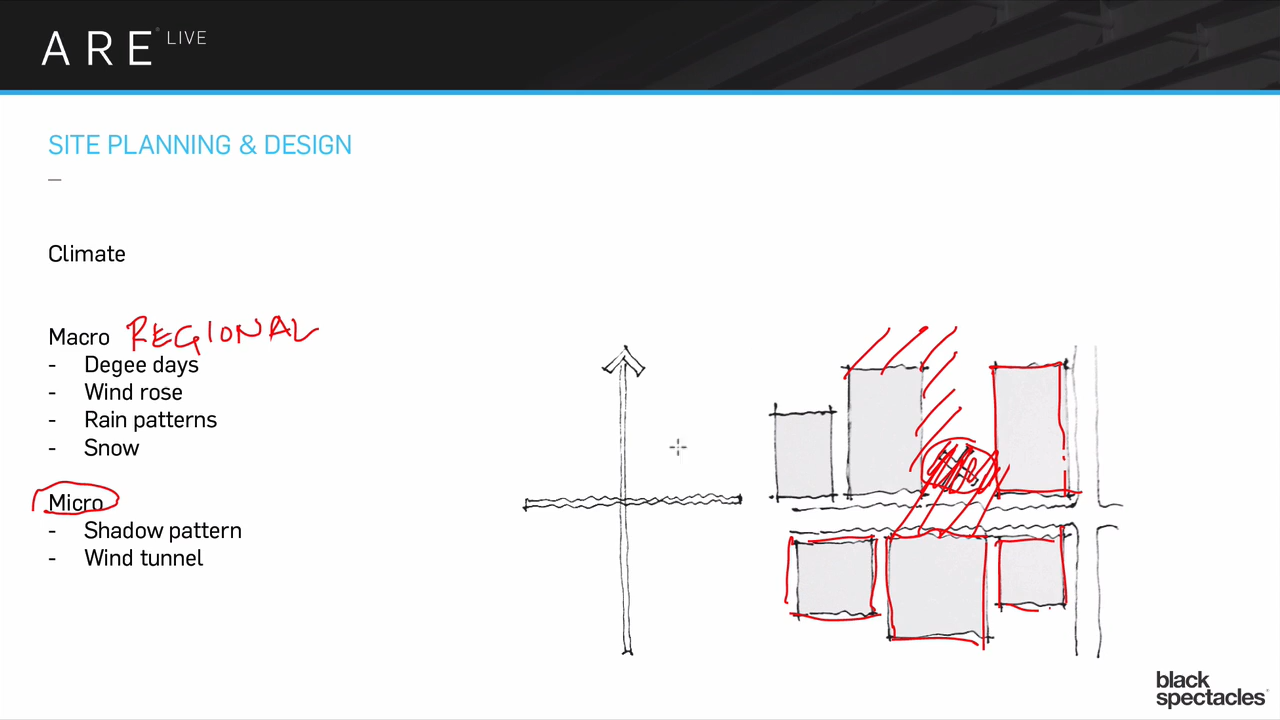 ARE® LIVE
SITE PLANNING & DESIGN
Climate
Macro REGIONAL
- Degee days
- Wind rose
- Rain patterns
- Snow
Micro
- Shadow pattern
- Wind tunnel
black
spectacles®